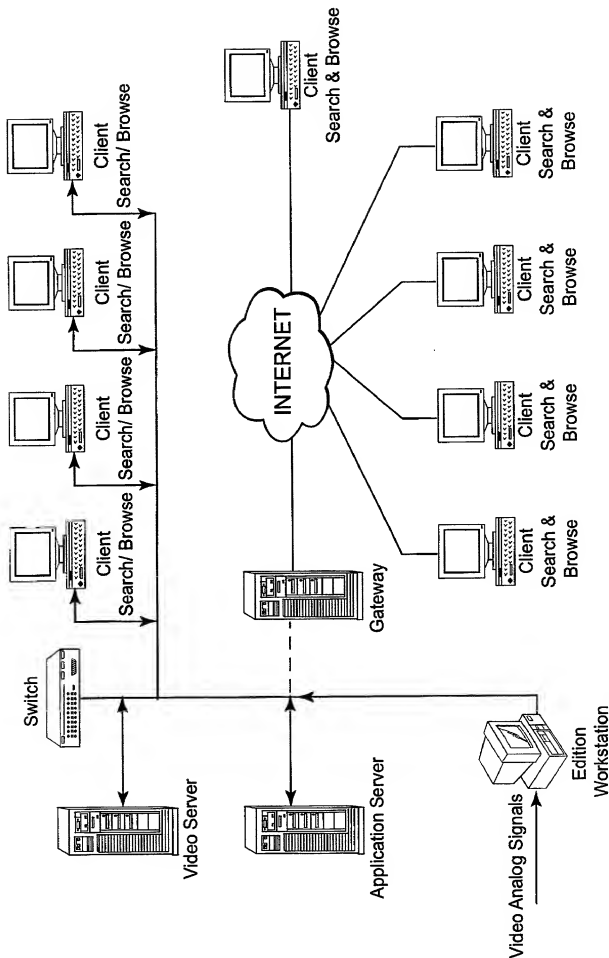 Switch
Video Server
Application Server
Video Analog Signals
Edition
Workstation
Client
Search/ Browse
Client
Search/ Browse
Client
Search/ Browse
Client
Search/ Browse
Gateway
INTERNET
Client
Search & Browse
Client
Search &
Browse
Client
Search &
Browse
Client
Search &
Browse
Client
Search &
Browse